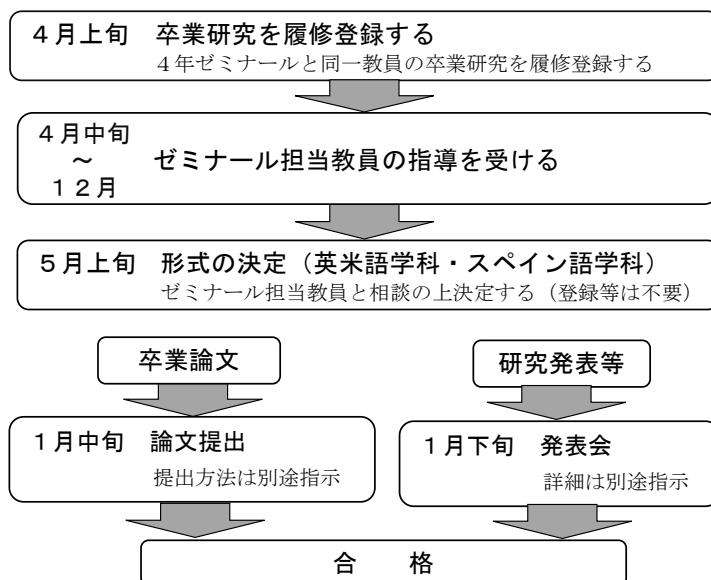 ４月上旬　卒業研究を履修登録する
４年ゼミナールと同一教員の卒業研究を履修登録する
４月中旬
～　ゼミナール担当教員の指導を受ける
１２月
５月上旬　形式の決定（英米語学科・スペイン語学科）
ゼミナール担当教員と相談の上決定する（登録等は不要）
卒業論文
研究発表等
１月中旬　論文提出
提出方法は別途指示
１月下旬　発表会
詳細は別途指示
合　　格